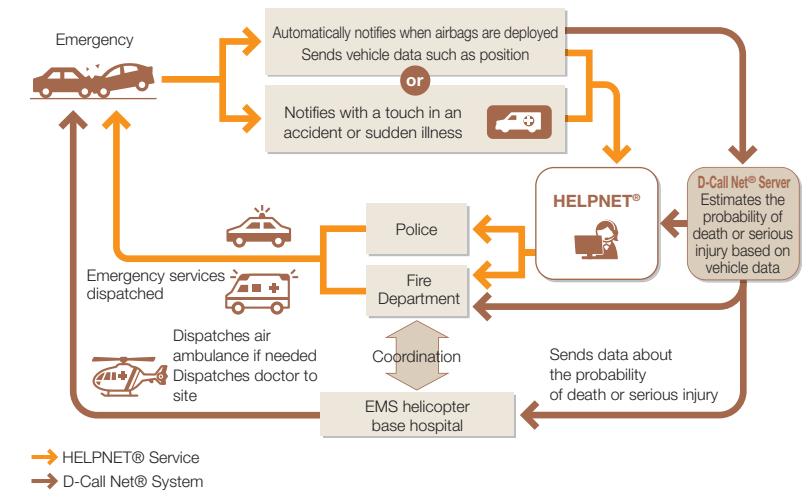 Emergency
Automatically notifies when airbags are deployed
Sends vehicle data such as position
or
Notifies with a touch in an
accident or sudden illness
HELPNET®
D-Call Net® Server
Estimates the
probability of
death or serious
injury based on
vehicle data
Police
Fire
Department
Emergency services
dispatched
Coordination
Dispatches air
ambulance if needed
Dispatches doctor to
site
Sends data about
the probability
of death or serious injury
EMS helicopter
base hospital
HELPNET® Service
D-Call Net® System